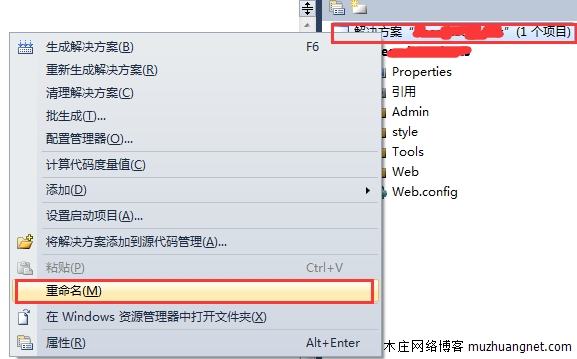 生成解决方案(B) F6
重新生成解决方案(R)
清理解决方案(C)
批生成(T)...
配置管理器(O)...
计算代码度量值(C)
添加(D)
设置启动项目(A)...
将解决方案添加到源代码管理(A)...
粘贴(P) Ctrl+V
重命名(M)
在 Windows 资源管理器中打开文件夹(X)
属性(R) Alt+Enter
解决方案“ ”(1 个项目)
Properties
引用
Admin
style
Tools
Web
Web.config
木庄网络博客 muzhuangnet.com